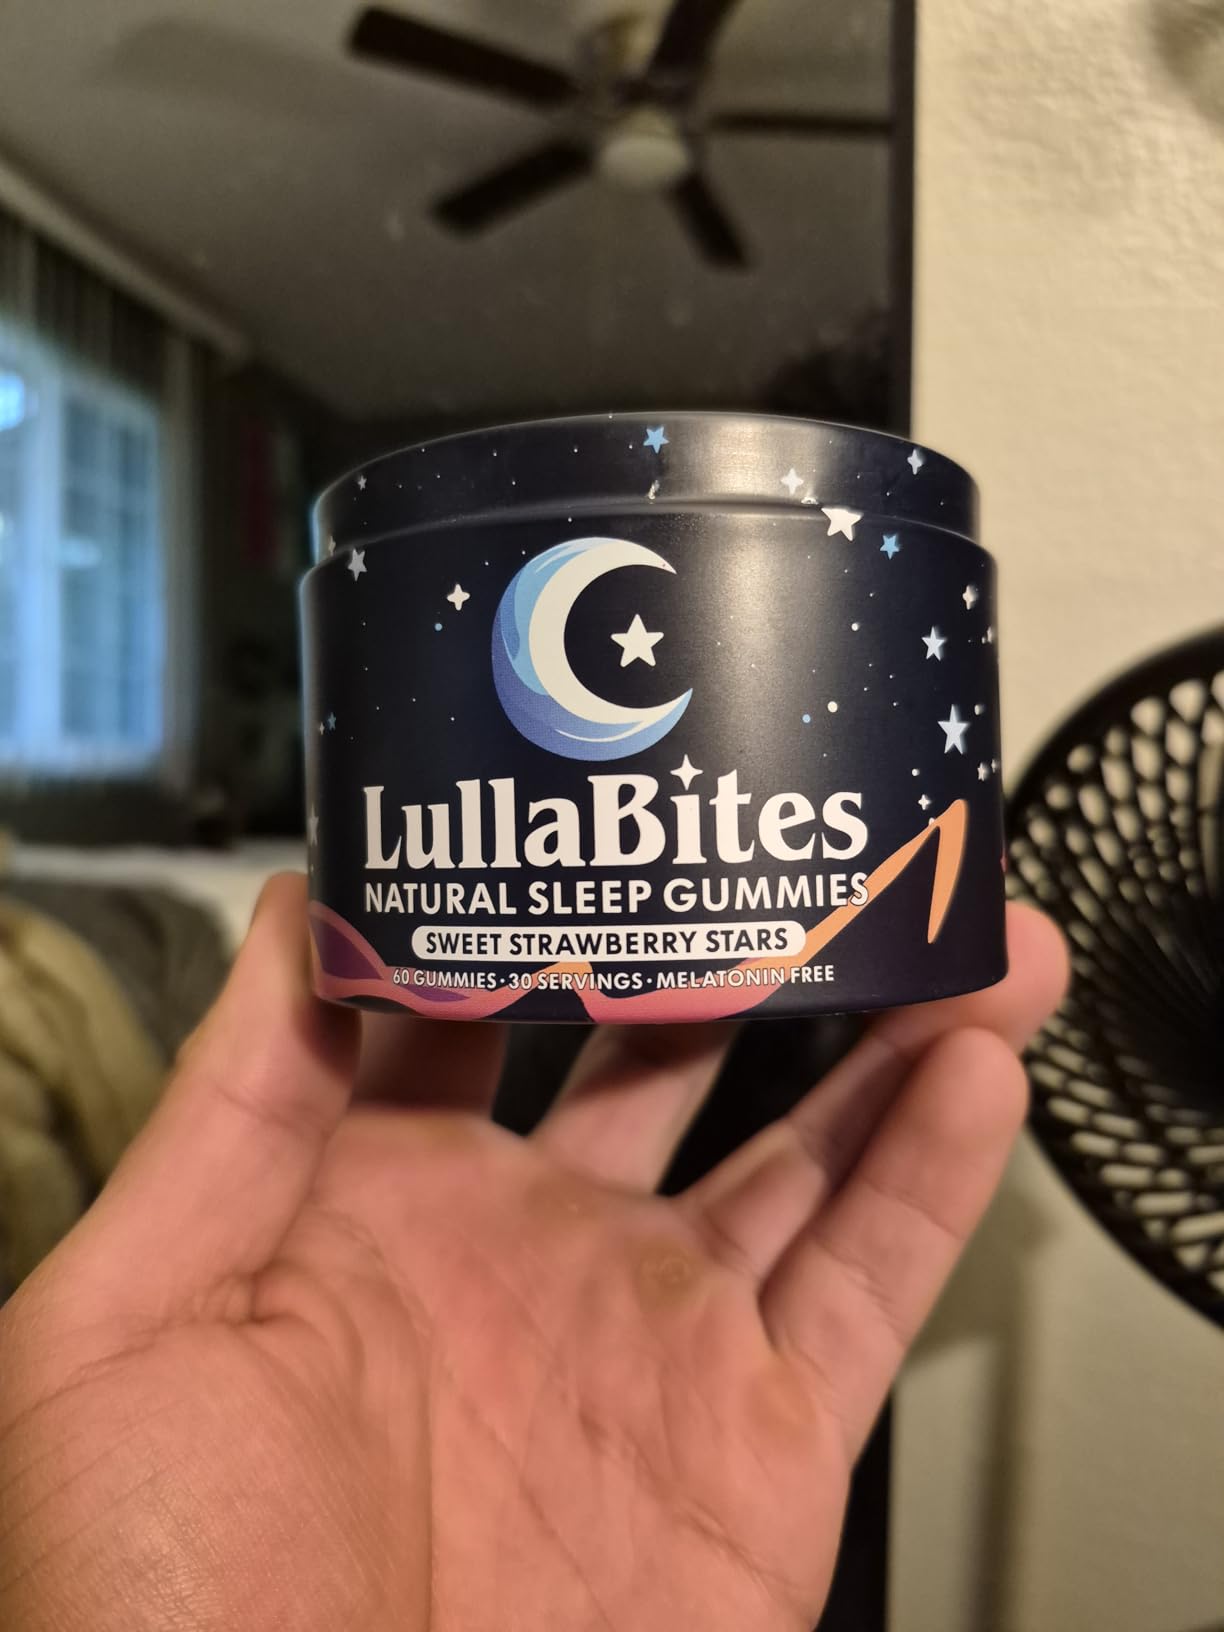 LullaBites
NATURAL SLEEP GUMMIES
SWEET STRAWBERRY STARS
60 GUMMIES · 30 SERVINGS · MELATONIN FREE